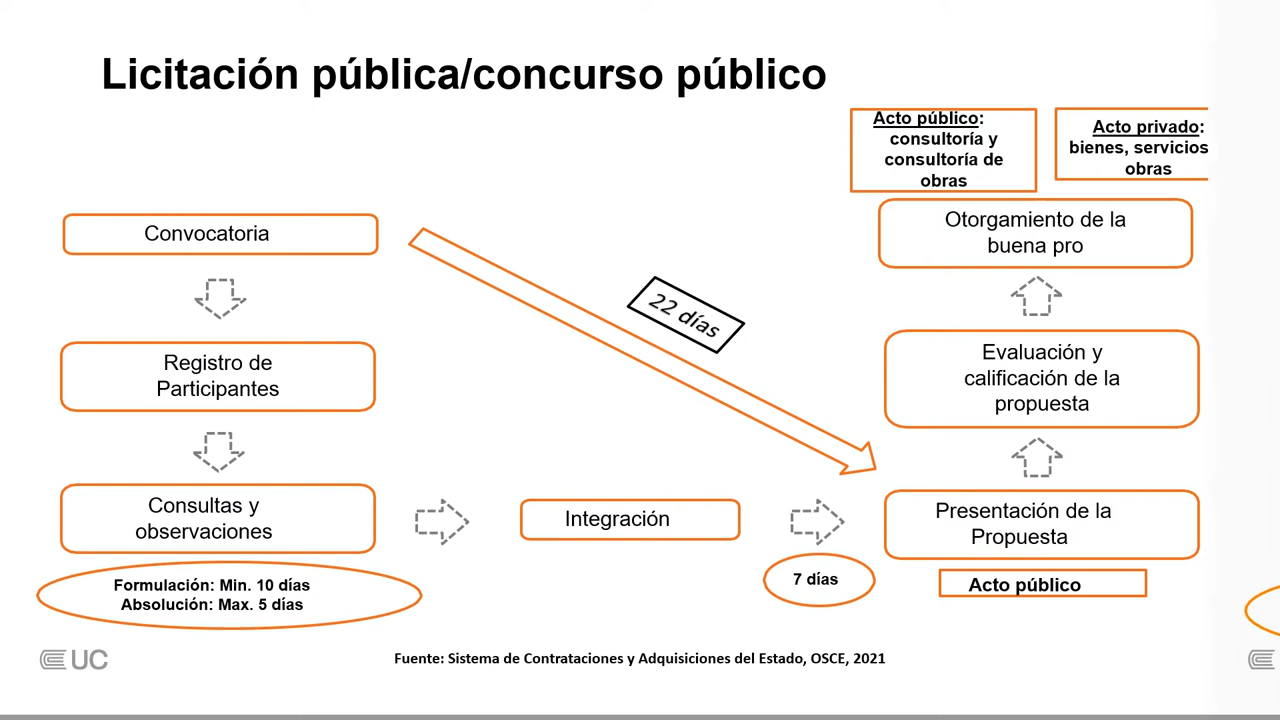 Licitación pública/concurso público
Acto público:
consultoría y
consultoría de
obras
Acto privado:
bienes, servicios
obras
Convocatoria
Registro de
Participantes
Consultas y
observaciones
Formulación: Min. 10 días
Absolución: Max. 5 días
22 días
Integración
7 días
Otorgamiento de la
buena pro
Evaluación y
calificación de la
propuesta
Presentación de la
Propuesta
Acto público
UC
Fuente: Sistema de Contrataciones y Adquisiciones del Estado, OSCE, 2021